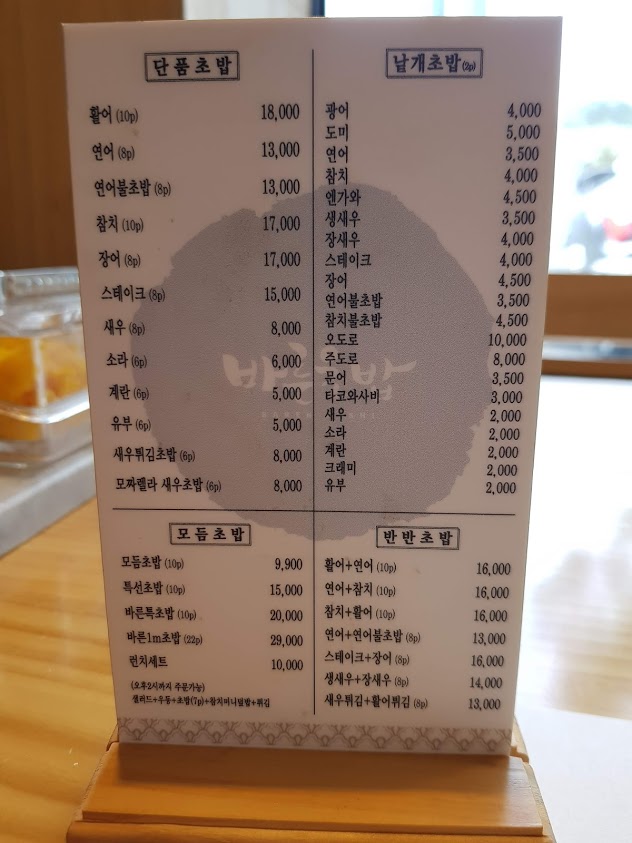 단품초밥
활어 (10p) 18,000
연어 (8p) 13,000
연어불초밥 (8p) 13,000
참치 (10p) 17,000
장어 (8p) 17,000
스테이크 (8p) 15,000
새우 (8p) 8,000
소라 (6p) 6,000
계란 (6p) 5,000
유부 (6p) 5,000
새우튀김초밥 (6p) 8,000
모짜렐라 새우초밥 (6p) 8,000
낱개초밥 (2p)
광어 4,000
도미 5,000
연어 3,500
참치 4,000
엔가와 4,500
생새우 3,500
장새우 4,000
스테이크 4,000
장어 4,500
연어불초밥 3,500
참치불초밥 4,500
오도로 10,000
주도로 8,000
문어 3,500
타코와사비 3,000
새우 2,000
소라 2,000
계란 2,000
크래미 2,000
유부 2,000
바른초밥
모듬초밥
모듬초밥 (10p) 9,900
특선초밥 (10p) 15,000
바른특초밥 (10p) 20,000
바른1m초밥 (22p) 29,000
런치세트 10,000
(오후2시까지 주문가능)
샐러드+우동+초밥(7p)+참치마니덮밥+튀김
반반초밥
활어+연어 (10p) 16,000
연어+참치 (10p) 16,000
참치+활어 (10p) 16,000
연어+연어불초밥 (8p) 13,000
스테이크+장어 (8p) 16,000
생새우+장새우 (8p) 14,000
새우튀김+활어튀김 (8p) 13,000